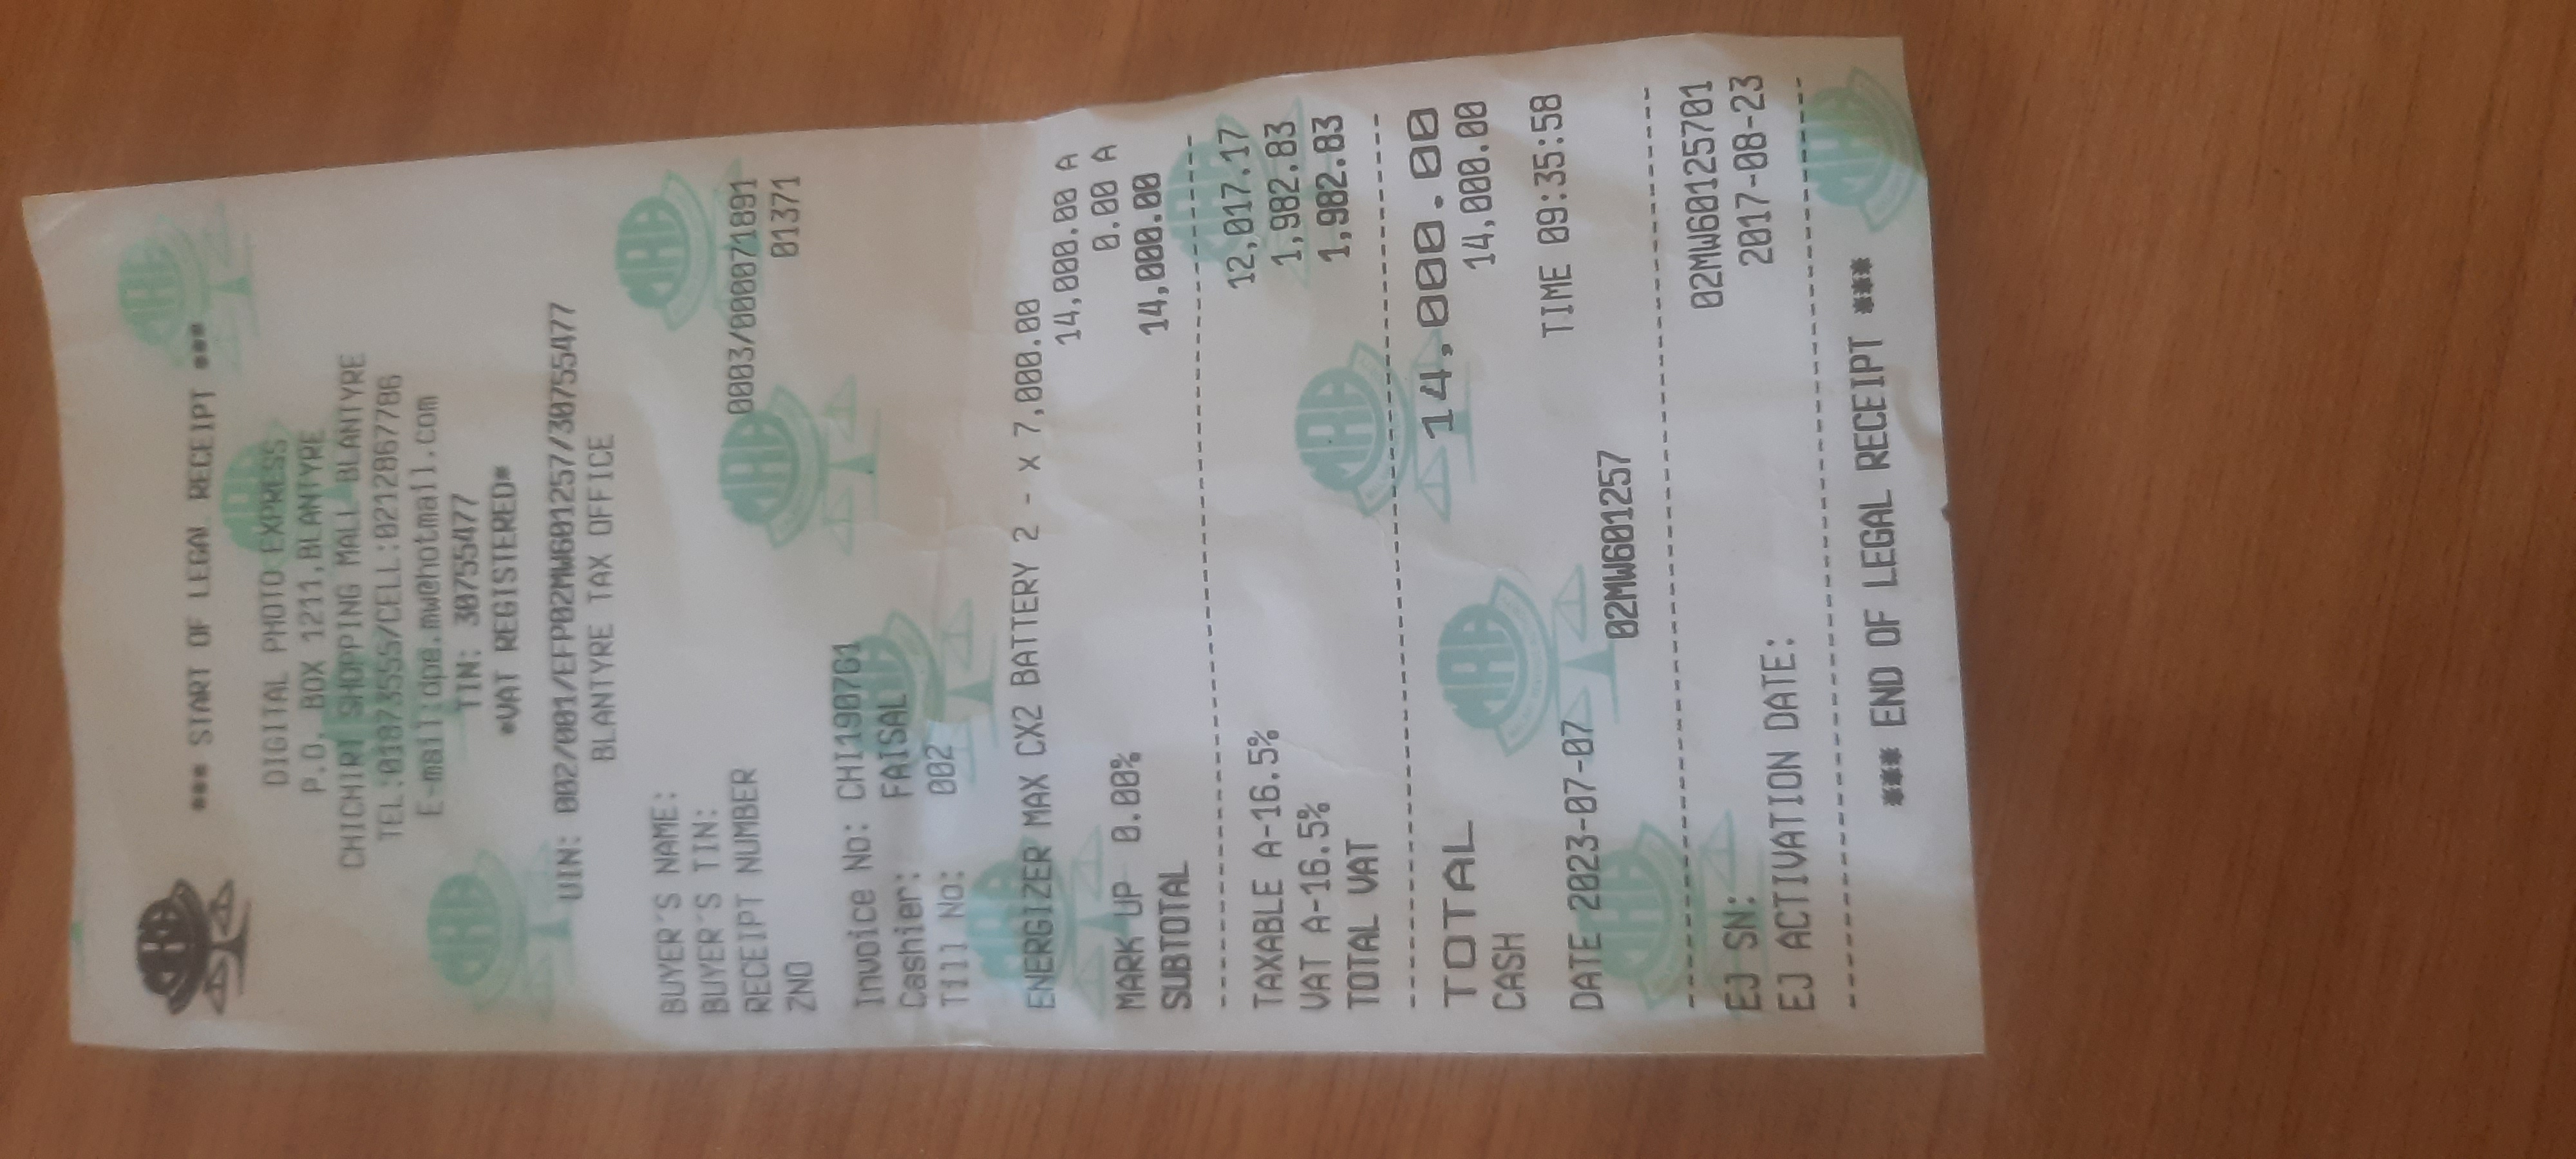 MRA
*** START OF LEGAL RECEIPT ***
DIGITAL PHOTO EXPRESS
P.O. BOX 1211,BLANTYRE
CHICHIRI SHOPPING MALL BLANTYRE
TEL:01873555/CELL:0212867786
E-mail:dpe.mw@hotmail.com
TIN: 30755477
*VAT REGISTERED*
UIN: 002/001/EFP02MW601257/30755477
BLANTYRE TAX OFFICE
BUYER'S NAME:
BUYER'S TIN:
RECEIPT NUMBER 0003/000071891
ZNO 01371
Invoice No: CHI190761
Cashier: FAISAL
Till No: 002
ENERGIZER MAX CX2 BATTERY 2 - x 7,000.00
14,000.00 A
MARK UP 0.00% 0.00 A
SUBTOTAL 14,000.00
TAXABLE A-16.5% 12,017.17
VAT A-16.5% 1,982.83
TOTAL VAT 1,982.83
TOTAL 14,000.00
CASH 14,000.00
DATE 2023-07-07 TIME 09:35:58
02MW601257
EJ SN: 02MW60125701
EJ ACTIVATION DATE: 2017-08-23
*** END OF LEGAL RECEIPT ***